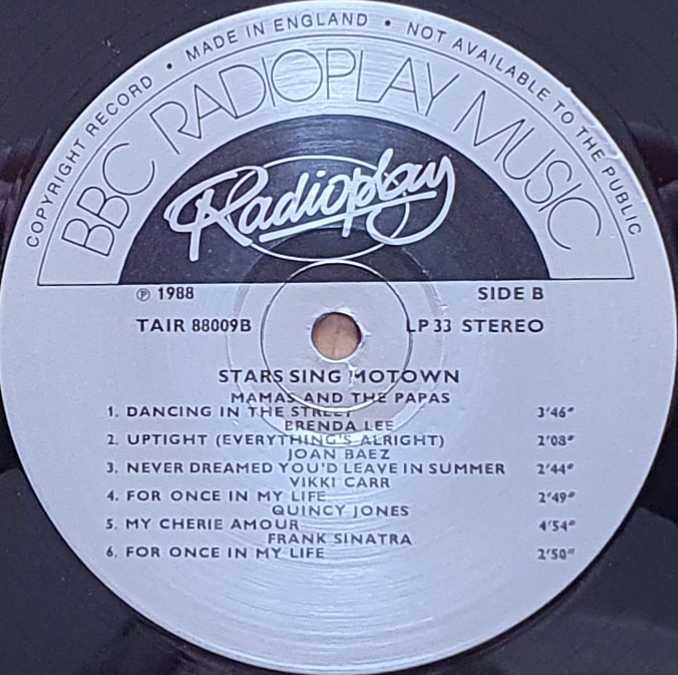 COPYRIGHT RECORD • MADE IN ENGLAND • NOT AVAILABLE TO THE PUBLIC
BBC RADIOPLAY MUSIC
Radioplay
℗ 1988 SIDE B
TAIR 88009B LP 33 STEREO
STARS SING MOTOWN
MAMAS AND THE PAPAS
1. DANCING IN THE STREET 3'46"
BRENDA LEE
2. UPTIGHT (EVERYTHING'S ALRIGHT) 2'08"
JOAN BAEZ
3. NEVER DREAMED YOU'D LEAVE IN SUMMER 2'44"
VIKKI CARR
4. FOR ONCE IN MY LIFE 2'49"
QUINCY JONES
5. MY CHERIE AMOUR 4'54"
FRANK SINATRA
6. FOR ONCE IN MY LIFE 2'50"